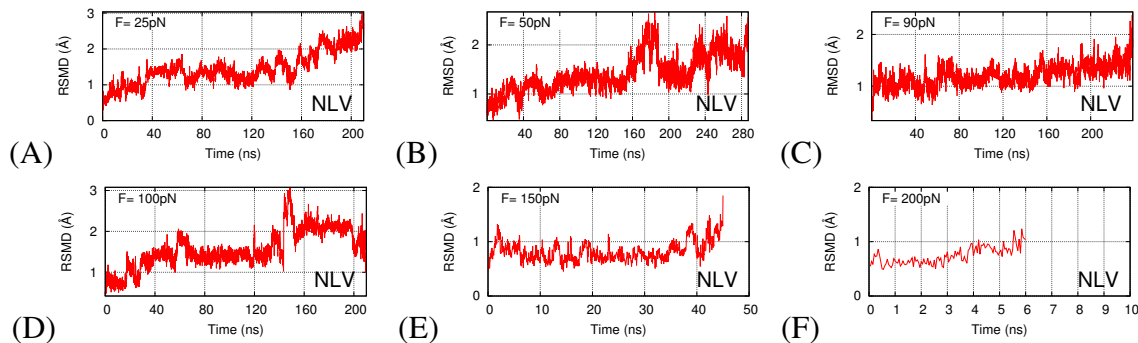 F= 25pN
RSMD (Å)
3
2
1
0
NLV
0 40 80 120 160 200
Time (ns)
(A)
F= 50pN
RMSD (Å)
2
1
NLV
0 40 80 120 160 200 240 280
Time (ns)
(B)
F= 90pN
RMSD (Å)
2
1
NLV
0 40 80 120 160 200
Time (ns)
(C)
F= 100pN
RSMD (Å)
3
2
1
NLV
0 40 80 120 160 200
Time (ns)
(D)
F= 150pN
RSMD (Å)
2
1
0
NLV
0 10 20 30 40 50
Time (ns)
(E)
F= 200pN
RSMD (Å)
2
1
0
NLV
0 1 2 3 4 5 6 7 8 9 10
Time (ns)
(F)